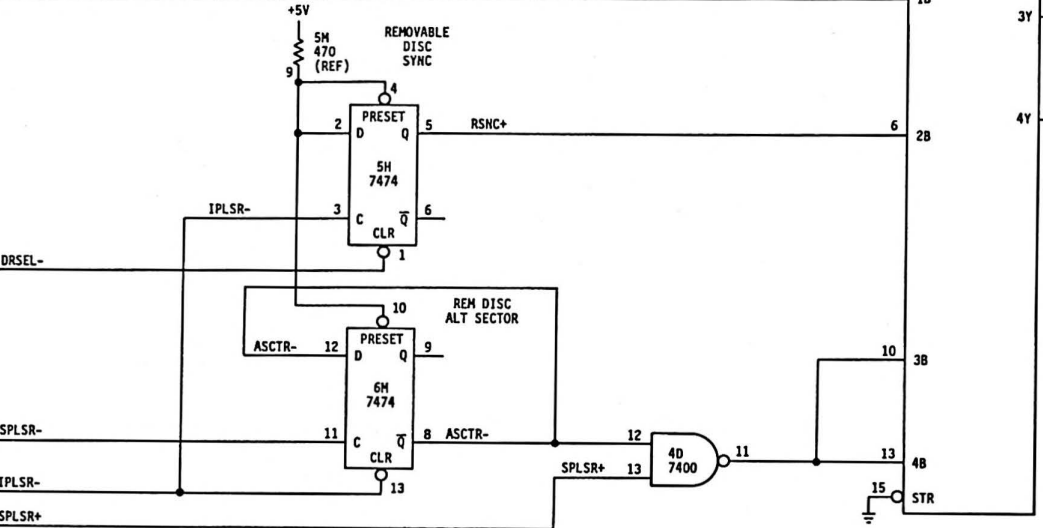 +5V
1B
3Y
5M
470
(REF)
9
REMOVABLE
DISC
SYNC
4
PRESET
2
D
Q
5
RSNC+
6
2B
4Y
5H
7474
IPLSR-
3
C
Q̅
6
CLR
1
DRSEL-
10
REM DISC
ALT SECTOR
PRESET
ASCTR-
12
D
Q
9
10
3B
6M
7474
SPLSR-
11
C
Q̅
8
ASCTR-
12
4D
7400
11
13
4B
CLR
13
SPLSR+
13
IPLSR-
15
STR
SPLSR+